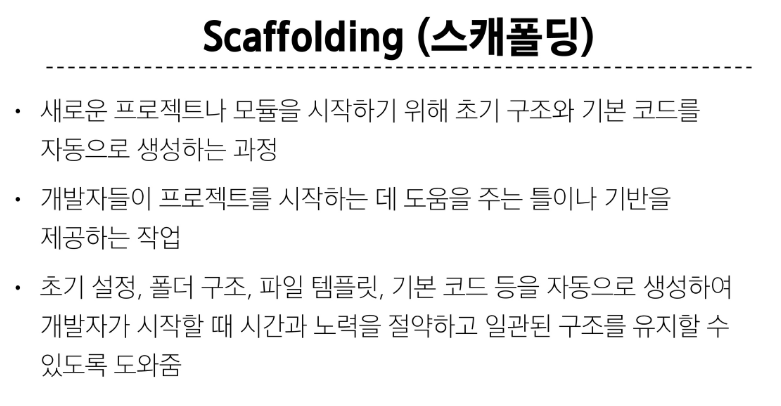 Scaffolding (스캐폴딩)
• 새로운 프로젝트나 모듈을 시작하기 위해 초기 구조와 기본 코드를
자동으로 생성하는 과정
• 개발자들이 프로젝트를 시작하는 데 도움을 주는 틀이나 기반을
제공하는 작업
• 초기 설정, 폴더 구조, 파일 템플릿, 기본 코드 등을 자동으로 생성하여
개발자가 시작할 때 시간과 노력을 절약하고 일관된 구조를 유지할 수
있도록 도와줌